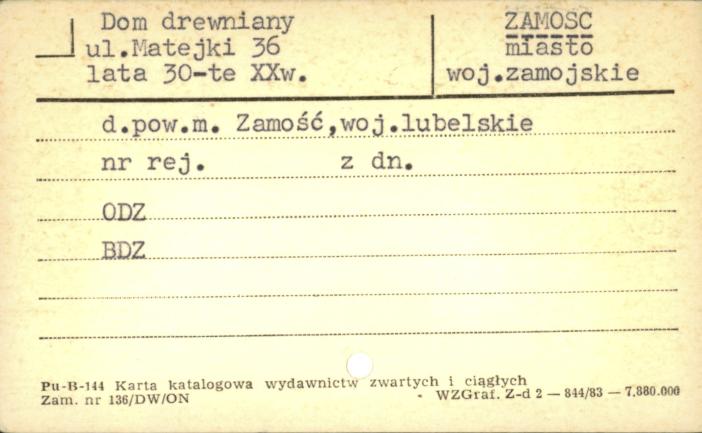 Dom drewniany
ul.Matejki 36
lata 30-te XXw.
ZAMOSC
miasto
woj.zamojskie
d.pow.m. Zamość,woj.lubelskie
nr rej. z dn.
ODZ
BDZ
Pu-B-144 Karta katalogowa wydawnictw zwartych i ciągłych
Zam. nr 136/DW/ON WZGraf. Z-d 2 — 844/83 — 7.880.000